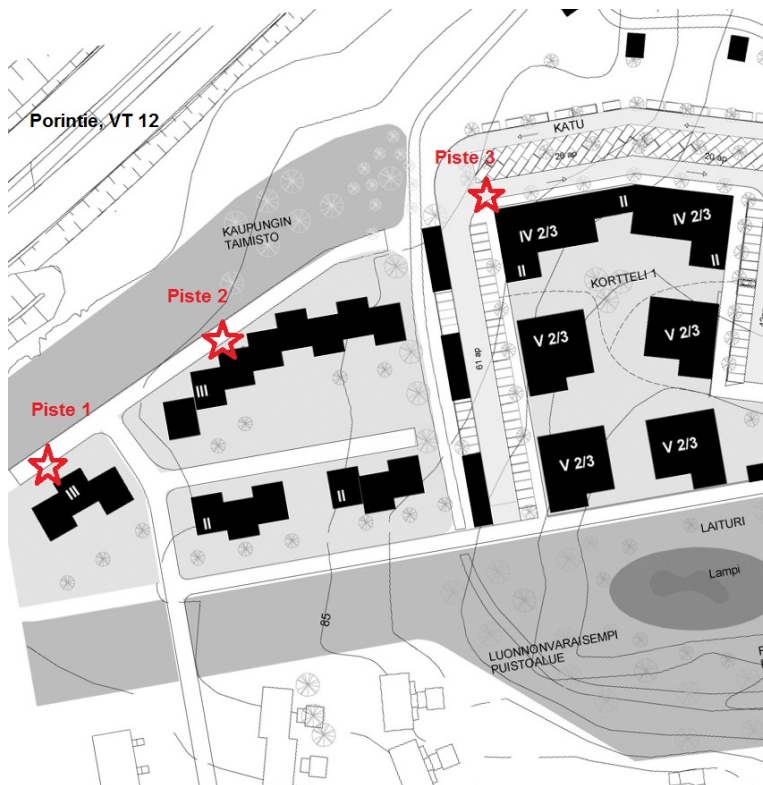 Porintie, VT 12
KATU
Piste 3
26 ap
20 ap
KAUPUNGIN
TAIMISTO
II
IV 2/3
IV 2/3
II
II
KORTTELI 1
Piste 2
V 2/3
V 2/3
61 ap
III
Piste 1
III
V 2/3
V 2/3
II
II
LAITURI
Lampi
85
LUONNONVARAISEMPI
PUISTOALUE